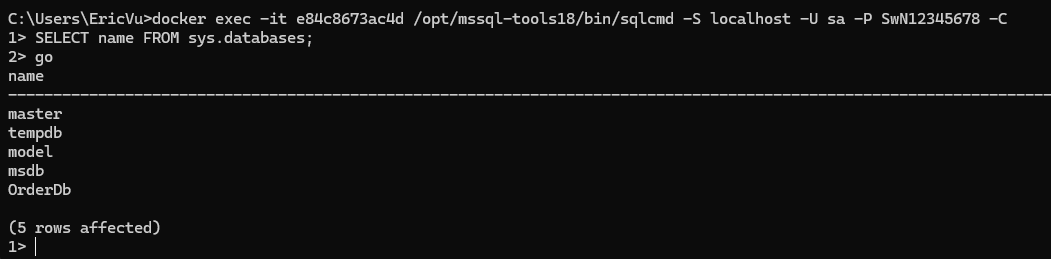 C:\Users\EricVu>docker exec -it e84c8673ac4d /opt/mssql-tools18/bin/sqlcmd -S localhost -U sa -P SwN12345678 -C
1> SELECT name FROM sys.databases;
2> go
name
--------------------------------------------------------------------------------------------------------------------
master
tempdb
model
msdb
OrderDb
(5 rows affected)
1>